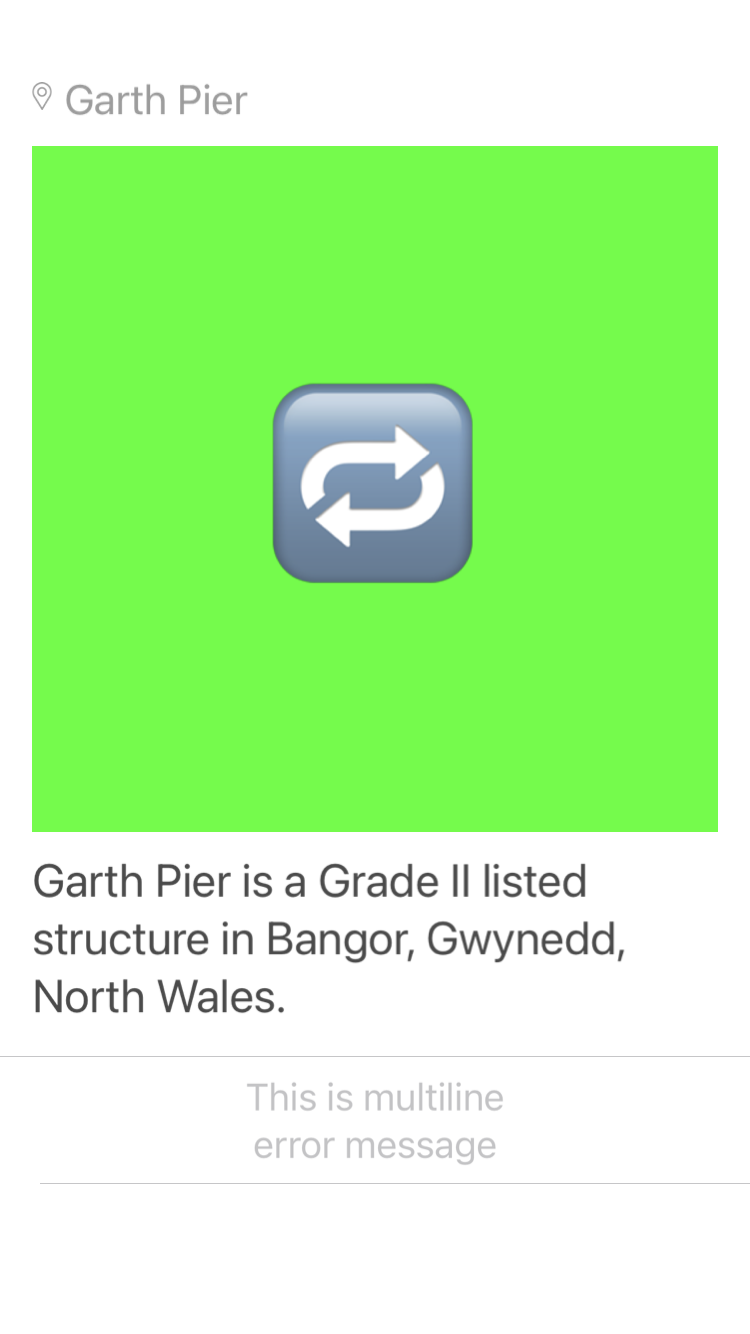 Garth Pier
Garth Pier is a Grade II listed
structure in Bangor, Gwynedd,
North Wales.
This is multiline
error message